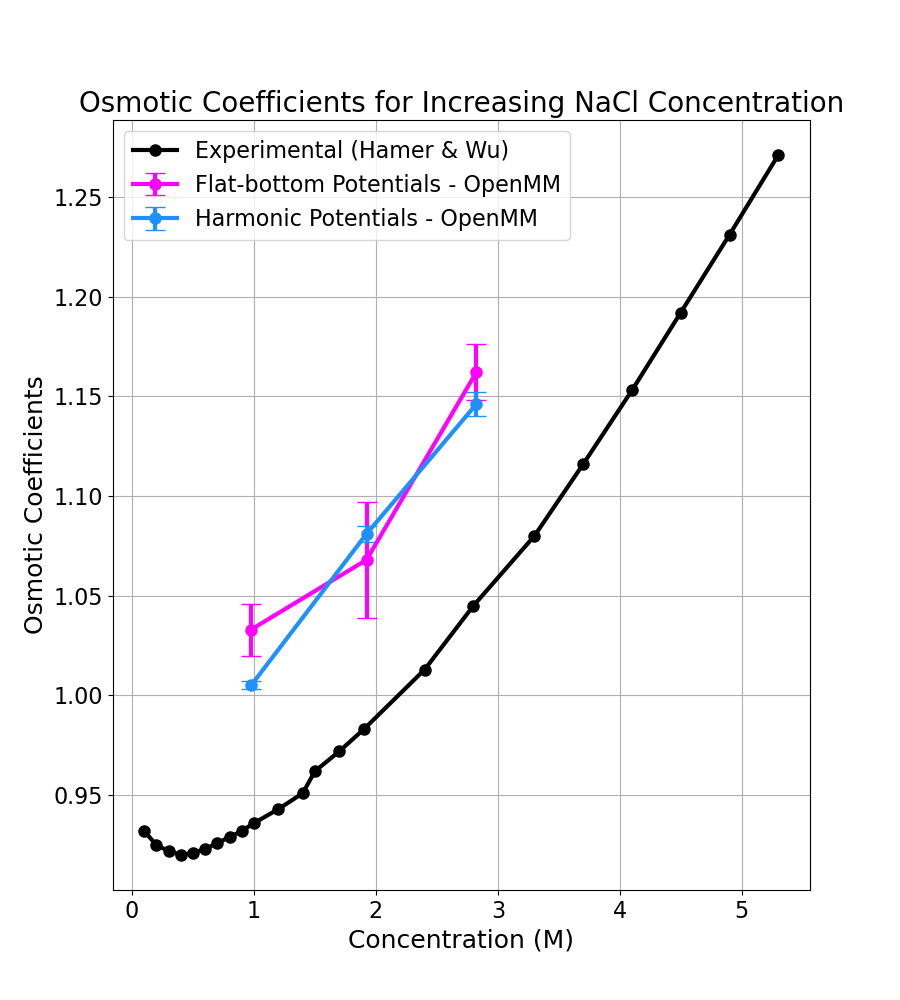 Osmotic Coefficients for Increasing NaCl Concentration
Experimental (Hamer & Wu)
Flat-bottom Potentials - OpenMM
Harmonic Potentials - OpenMM
1.25
1.20
1.15
1.10
1.05
1.00
0.95
Osmotic Coefficients
0 1 2 3 4 5
Concentration (M)